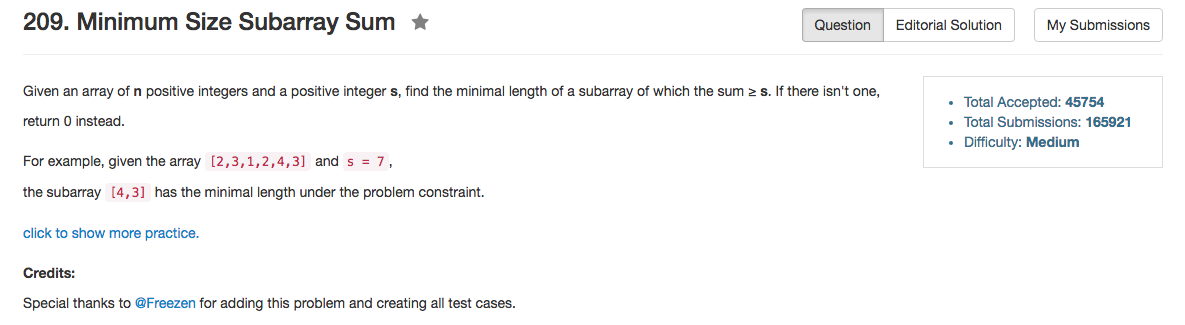 209. Minimum Size Subarray Sum ★
Question Editorial Solution My Submissions
Given an array of n positive integers and a positive integer s, find the minimal length of a subarray of which the sum ≥ s. If there isn't one,
return 0 instead.
For example, given the array [2,3,1,2,4,3] and s = 7,
the subarray [4,3] has the minimal length under the problem constraint.
click to show more practice.
Credits:
Special thanks to @Freezen for adding this problem and creating all test cases.
• Total Accepted: 45754
• Total Submissions: 165921
• Difficulty: Medium